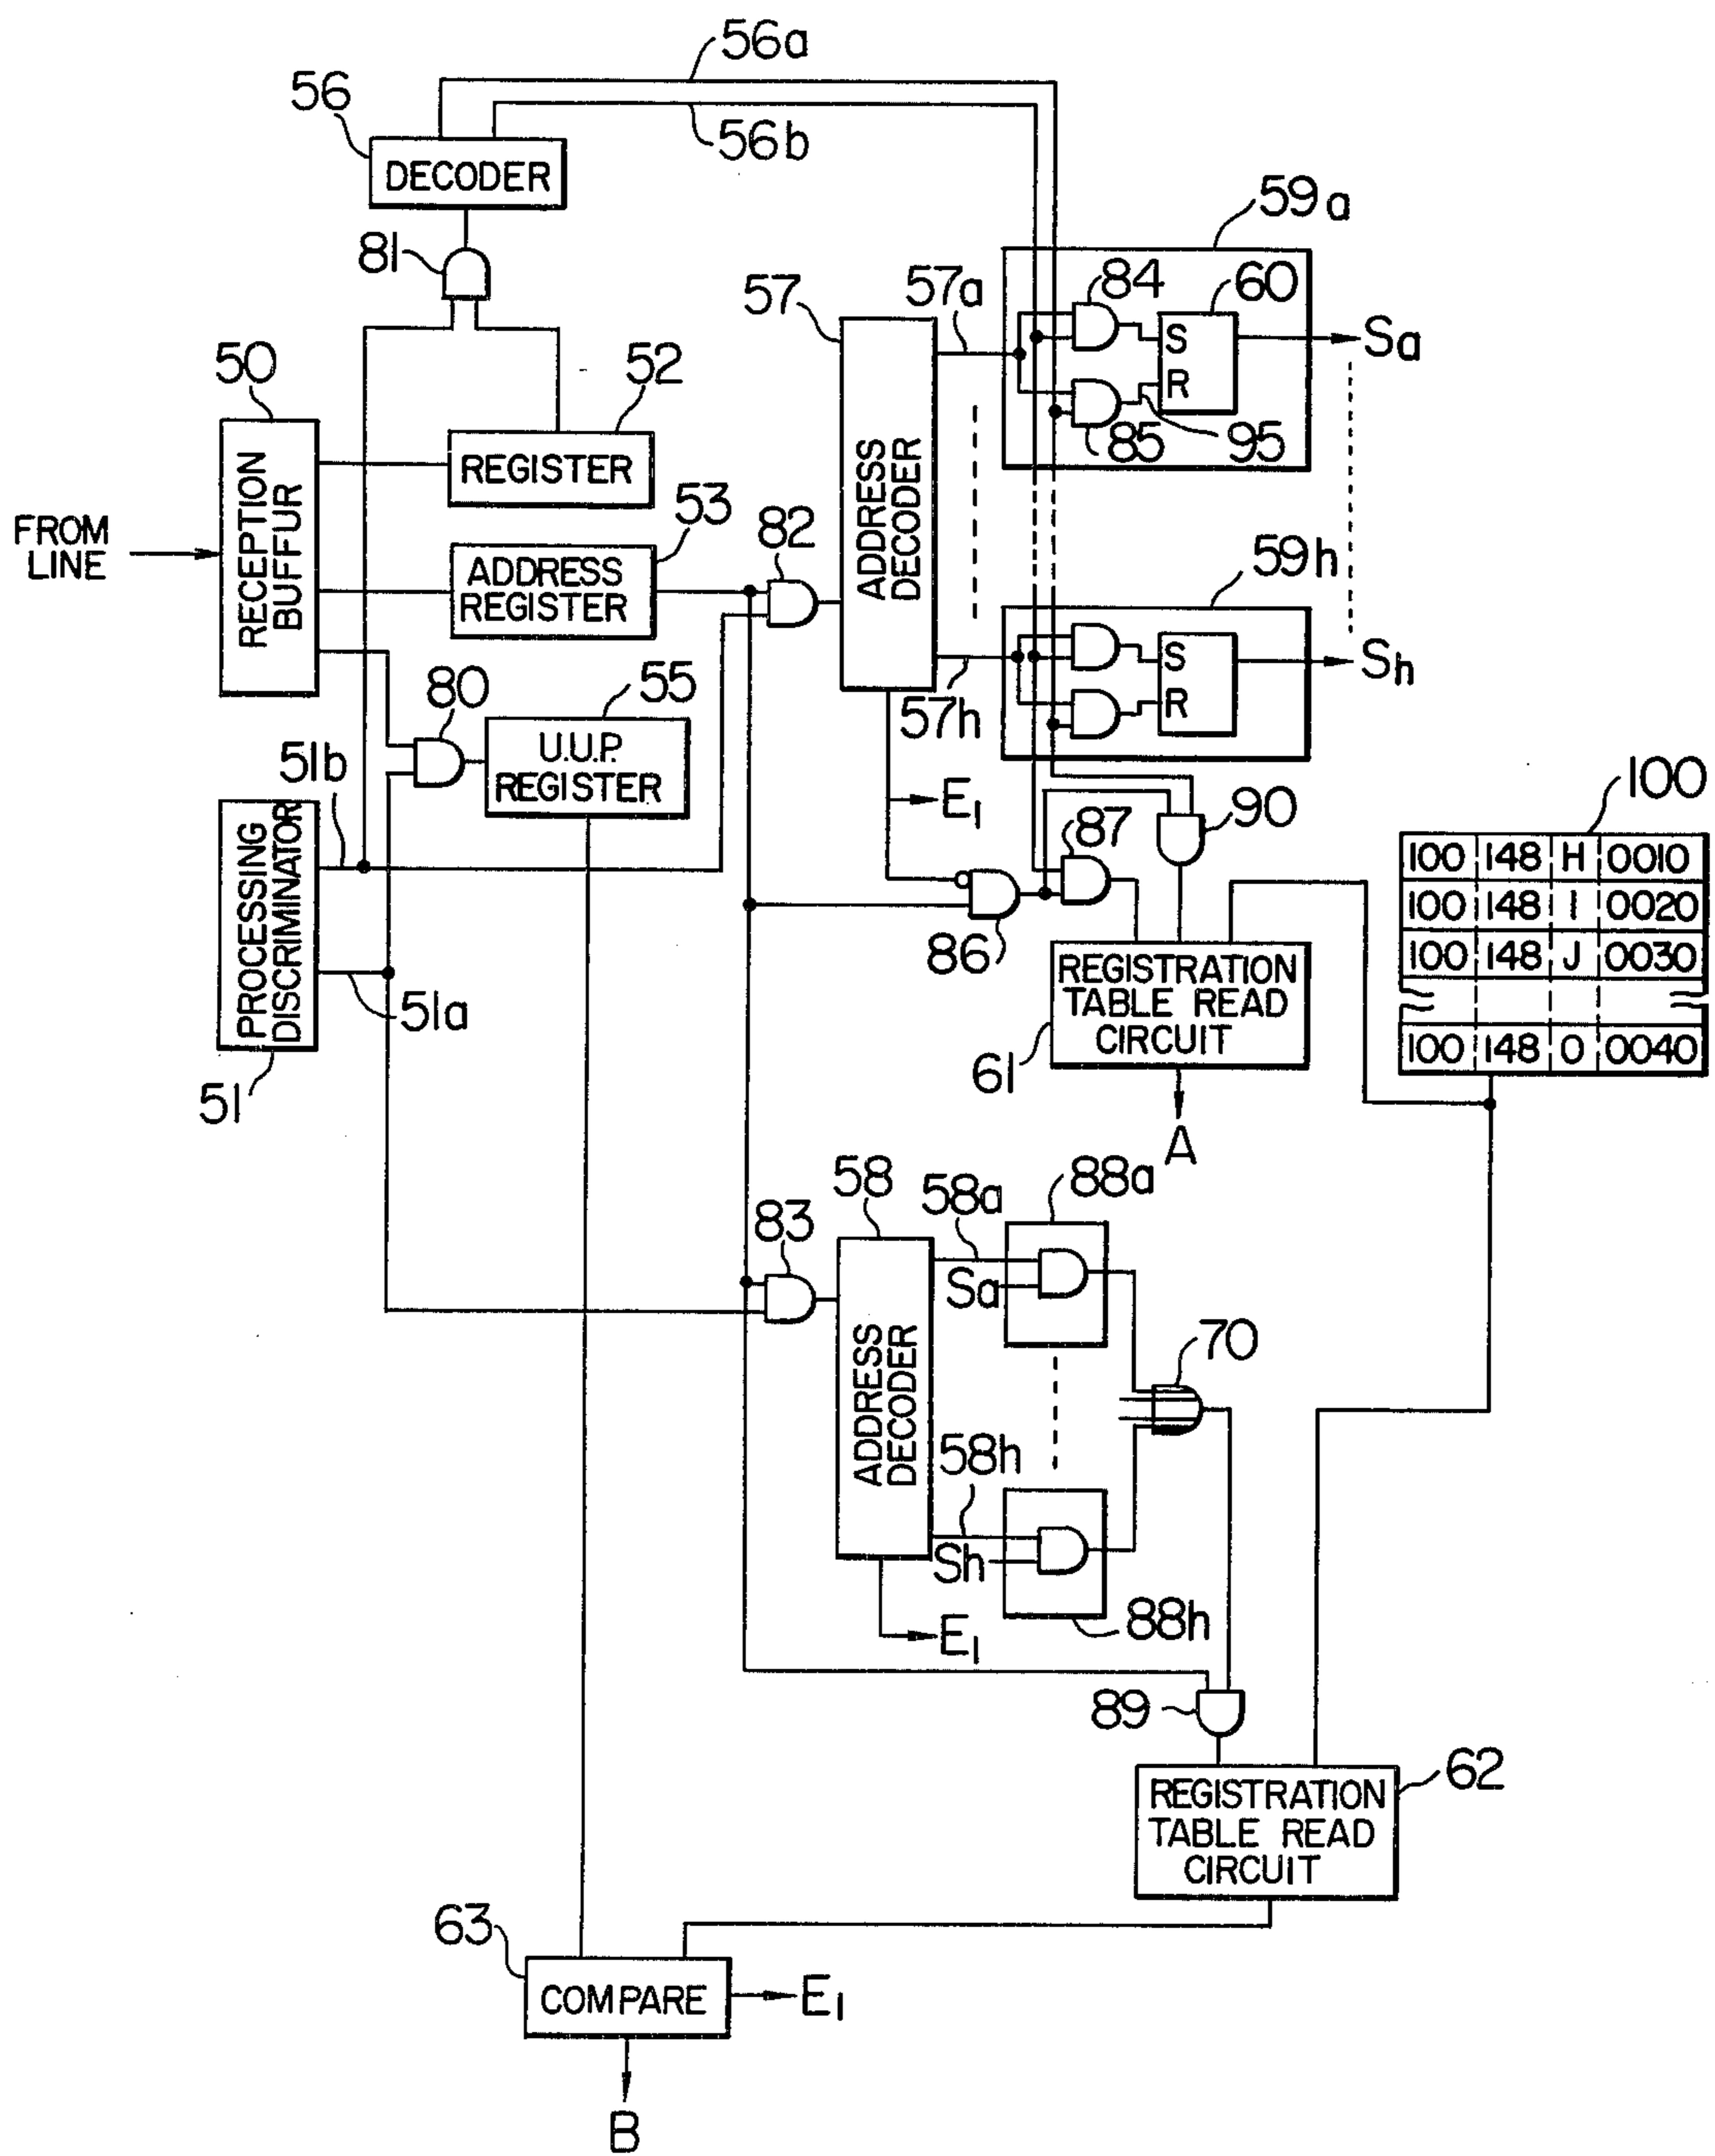 56a
56
56b
DECODER
59a
81
57
57a
84
60
S
Sa
50
52
R
REGISTER
85
95
FROM
LINE
RECEPTION
BUFFUR
53
82
ADDRESS
REGISTER
ADDRESS
DECODER
59h
S
Sh
R
80
55
57h
51b
U.U.P.
REGISTER
E1
90
100
87
PROCESSING
DISCRIMINATOR
100 148 H 0010
100 148 I 0020
100 148 J 0030
100 148 O 0040
86
51a
REGISTRATION
TABLE READ
CIRCUIT
61
51
A
58
58a
88a
83
Sa
ADDRESS
DECODER
70
58h
Sh
88h
E1
89
62
REGISTRATION
TABLE READ
CIRCUIT
63
COMPARE
E1
B